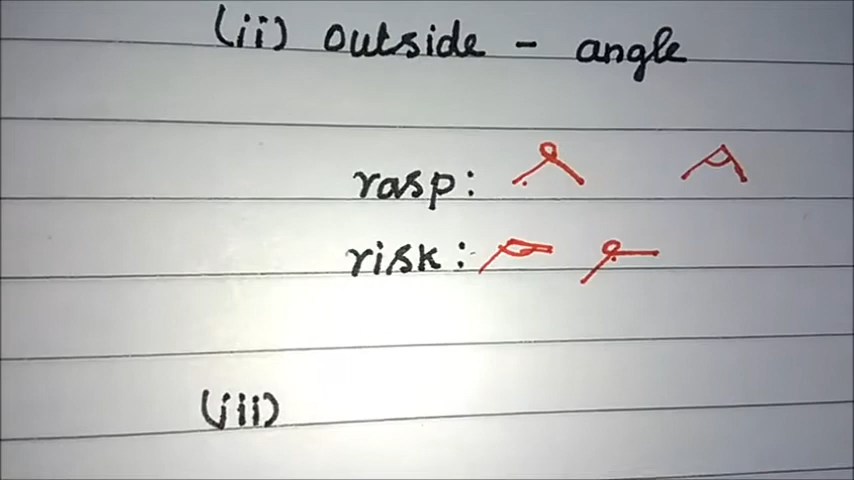 (ii) outside - angle
rasp:
risk:
(iii)